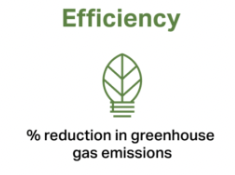 Efficiency
% reduction in greenhouse
gas emissions